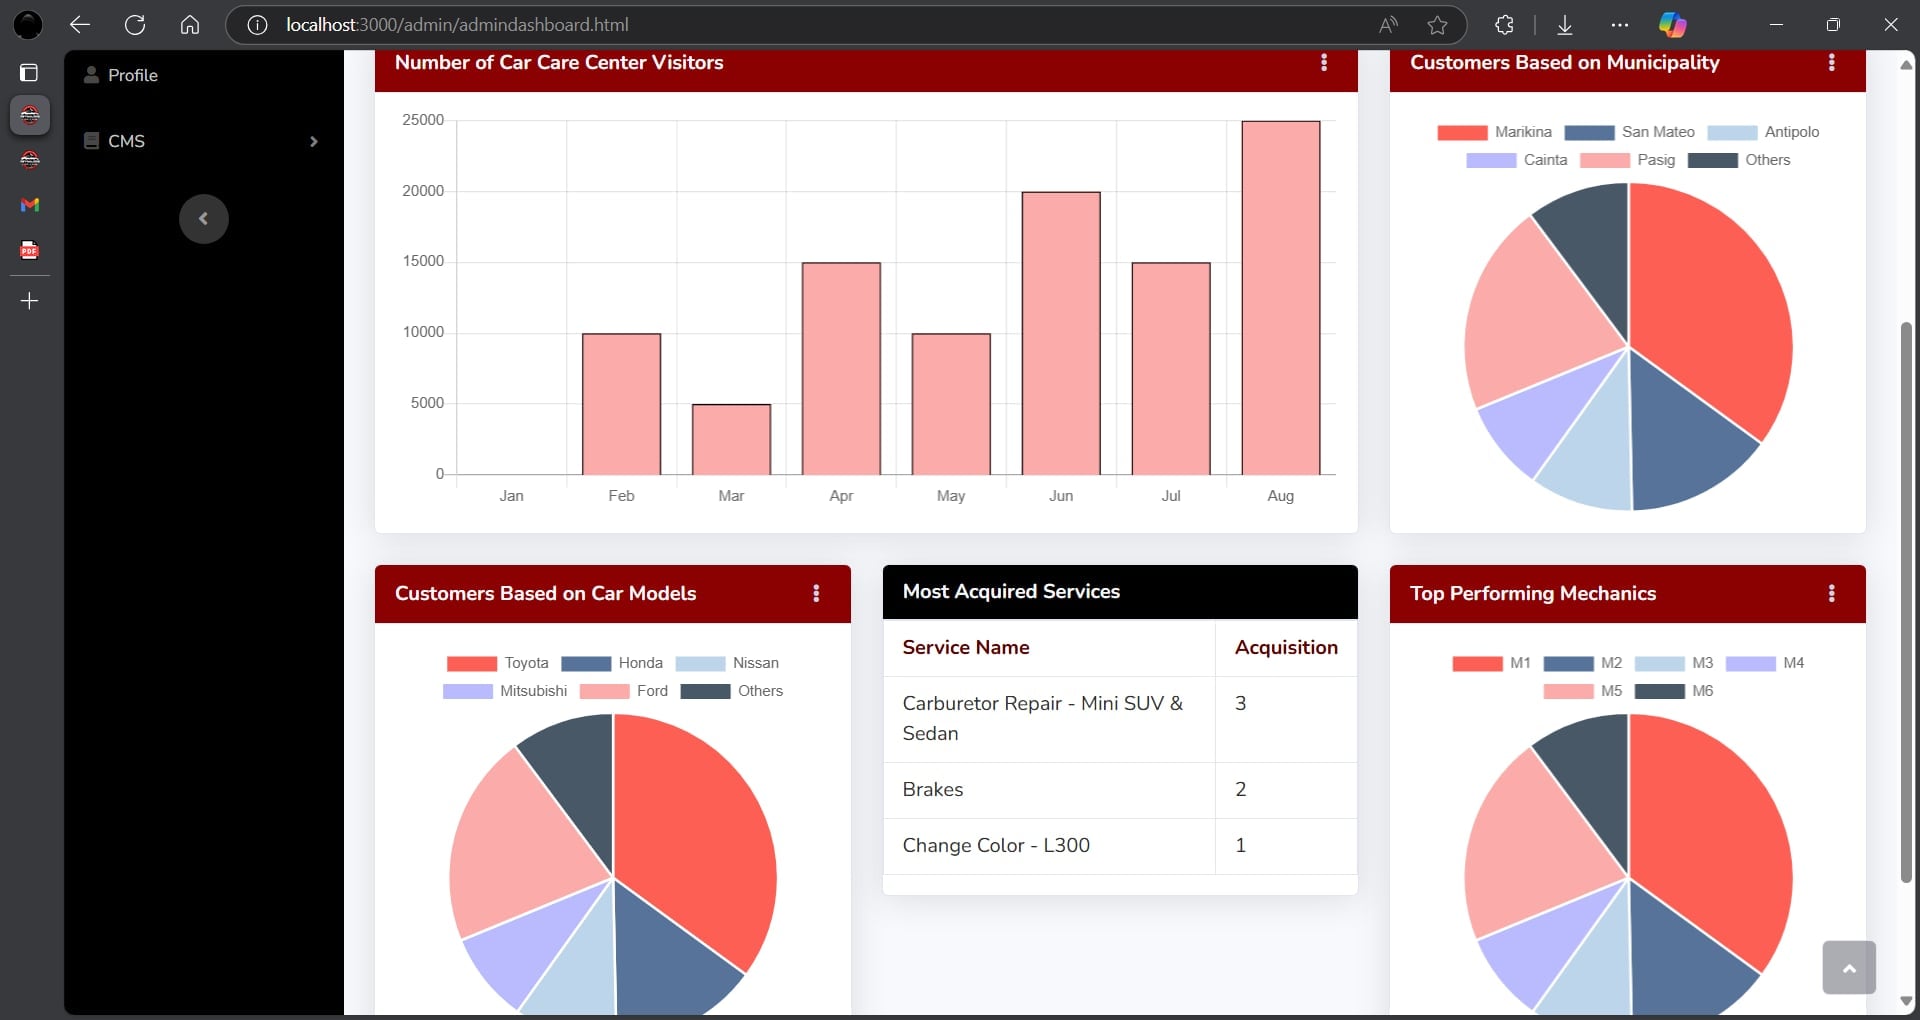 localhost:3000/admin/admindashboard.html
Profile
CMS
Number of Car Care Center Visitors
25000
20000
15000
10000
5000
0
Jan Feb Mar Apr May Jun Jul Aug
Customers Based on Municipality
Marikina San Mateo Antipolo
Cainta Pasig Others
Customers Based on Car Models
Toyota Honda Nissan
Mitsubishi Ford Others
Most Acquired Services
Service Name Acquisition
Carburetor Repair - Mini SUV & 3
Sedan
Brakes 2
Change Color - L300 1
Top Performing Mechanics
M1 M2 M3 M4
M5 M6
PDF